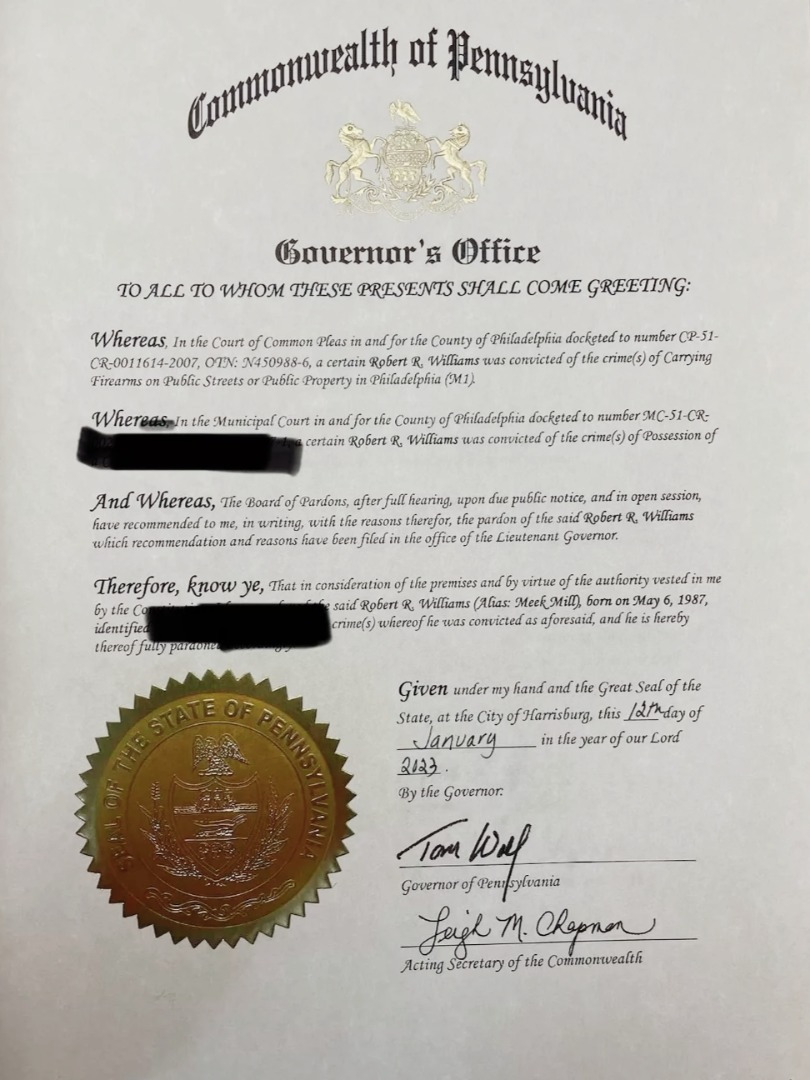 Commonwealth of Pennsylvania
Governor's Office
TO ALL TO WHOM THESE PRESENTS SHALL COME GREETING:
Whereas, In the Court of Common Pleas in and for the County of Philadelphia docketed to number CP-51-
CR-0011614-2007, OTN: N450988-6, a certain Robert R. Williams was convicted of the crime(s) of Carrying
Firearms on Public Streets or Public Property in Philadelphia (M1).
Whereas, In the Municipal Court in and for the County of Philadelphia docketed to number MC-51-CR-
a certain Robert R. Williams was convicted of the crime(s) of Possession of
And Whereas, The Board of Pardons, after full hearing, upon due public notice, and in open session,
have recommended to me, in writing, with the reasons therefor, the pardon of the said Robert R. Williams
which recommendation and reasons have been filed in the office of the Lieutenant Governor.
Therefore, know ye, That in consideration of the premises and by virtue of the authority vested in me
by the said Robert R. Williams (Alias: Meek Mill), born on May 6, 1987,
identified crime(s) whereof he was convicted as aforesaid, and he is hereby
thereof fully
SEAL OF THE STATE OF PENNSYLVANIA
Given under my hand and the Great Seal of the
State, at the City of Harrisburg, this 12th day of
January in the year of our Lord
2023.
By the Governor:
Tom Wolf
Governor of Pennsylvania
Leigh M. Chapman
Acting Secretary of the Commonwealth